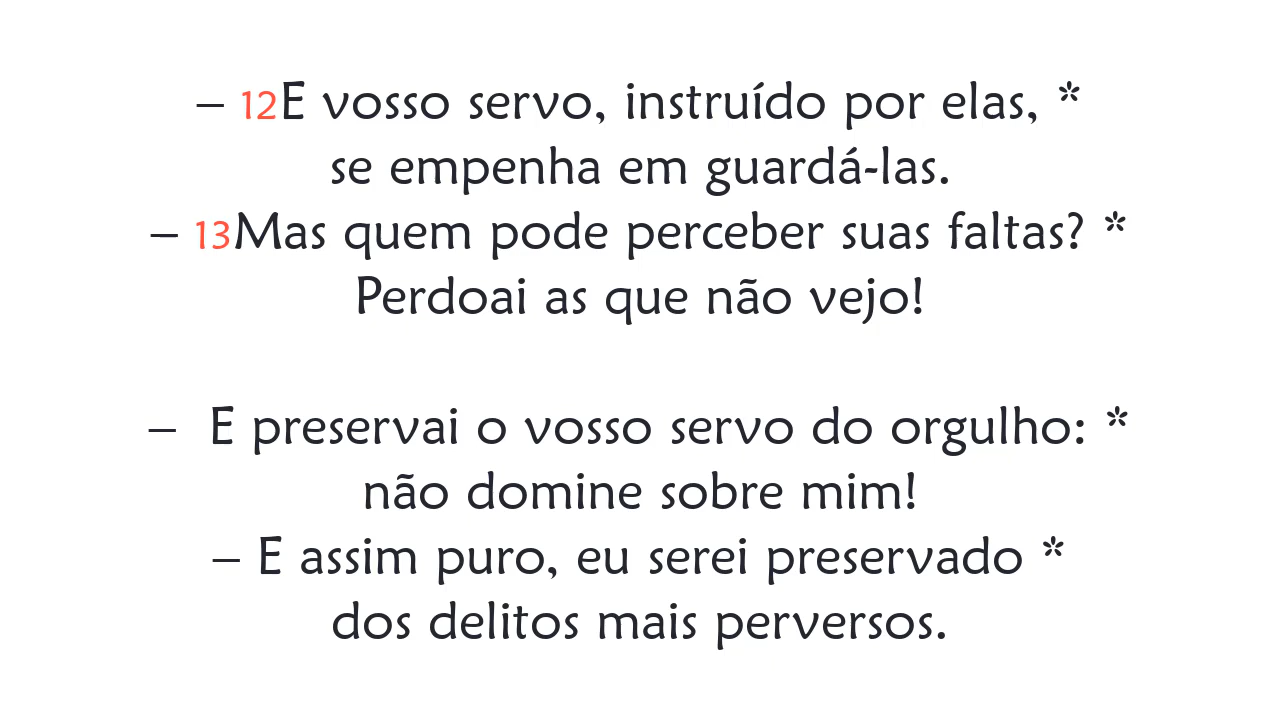 – 12E vosso servo, instruído por elas, *
se empenha em guardá-las.
– 13Mas quem pode perceber suas faltas? *
Perdoai as que não vejo!
– E preservai o vosso servo do orgulho: *
não domine sobre mim!
– E assim puro, eu serei preservado *
dos delitos mais perversos.